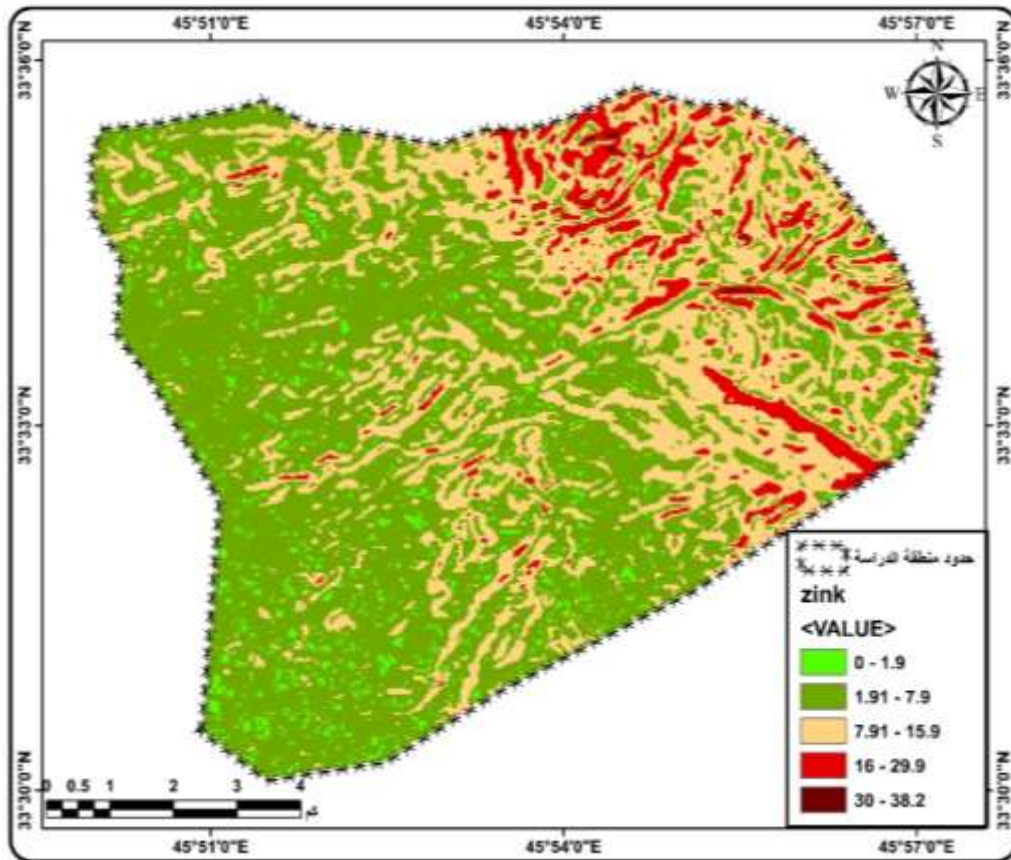 45°51'0"E 45°54'0"E 45°57'0"E
33°36'0"N 33°36'0"N
N
W E
S
33°33'0"N 33°33'0"N
حدود منطقة الدراسة
zink
<VALUE>
0 - 1.9
1.91 - 7.9
7.91 - 15.9
16 - 29.9
30 - 38.2
33°0'0"N 33°0'0"N
0 0.5 1 2 3 4
كم
45°51'0"E 45°54'0"E 45°57'0"E